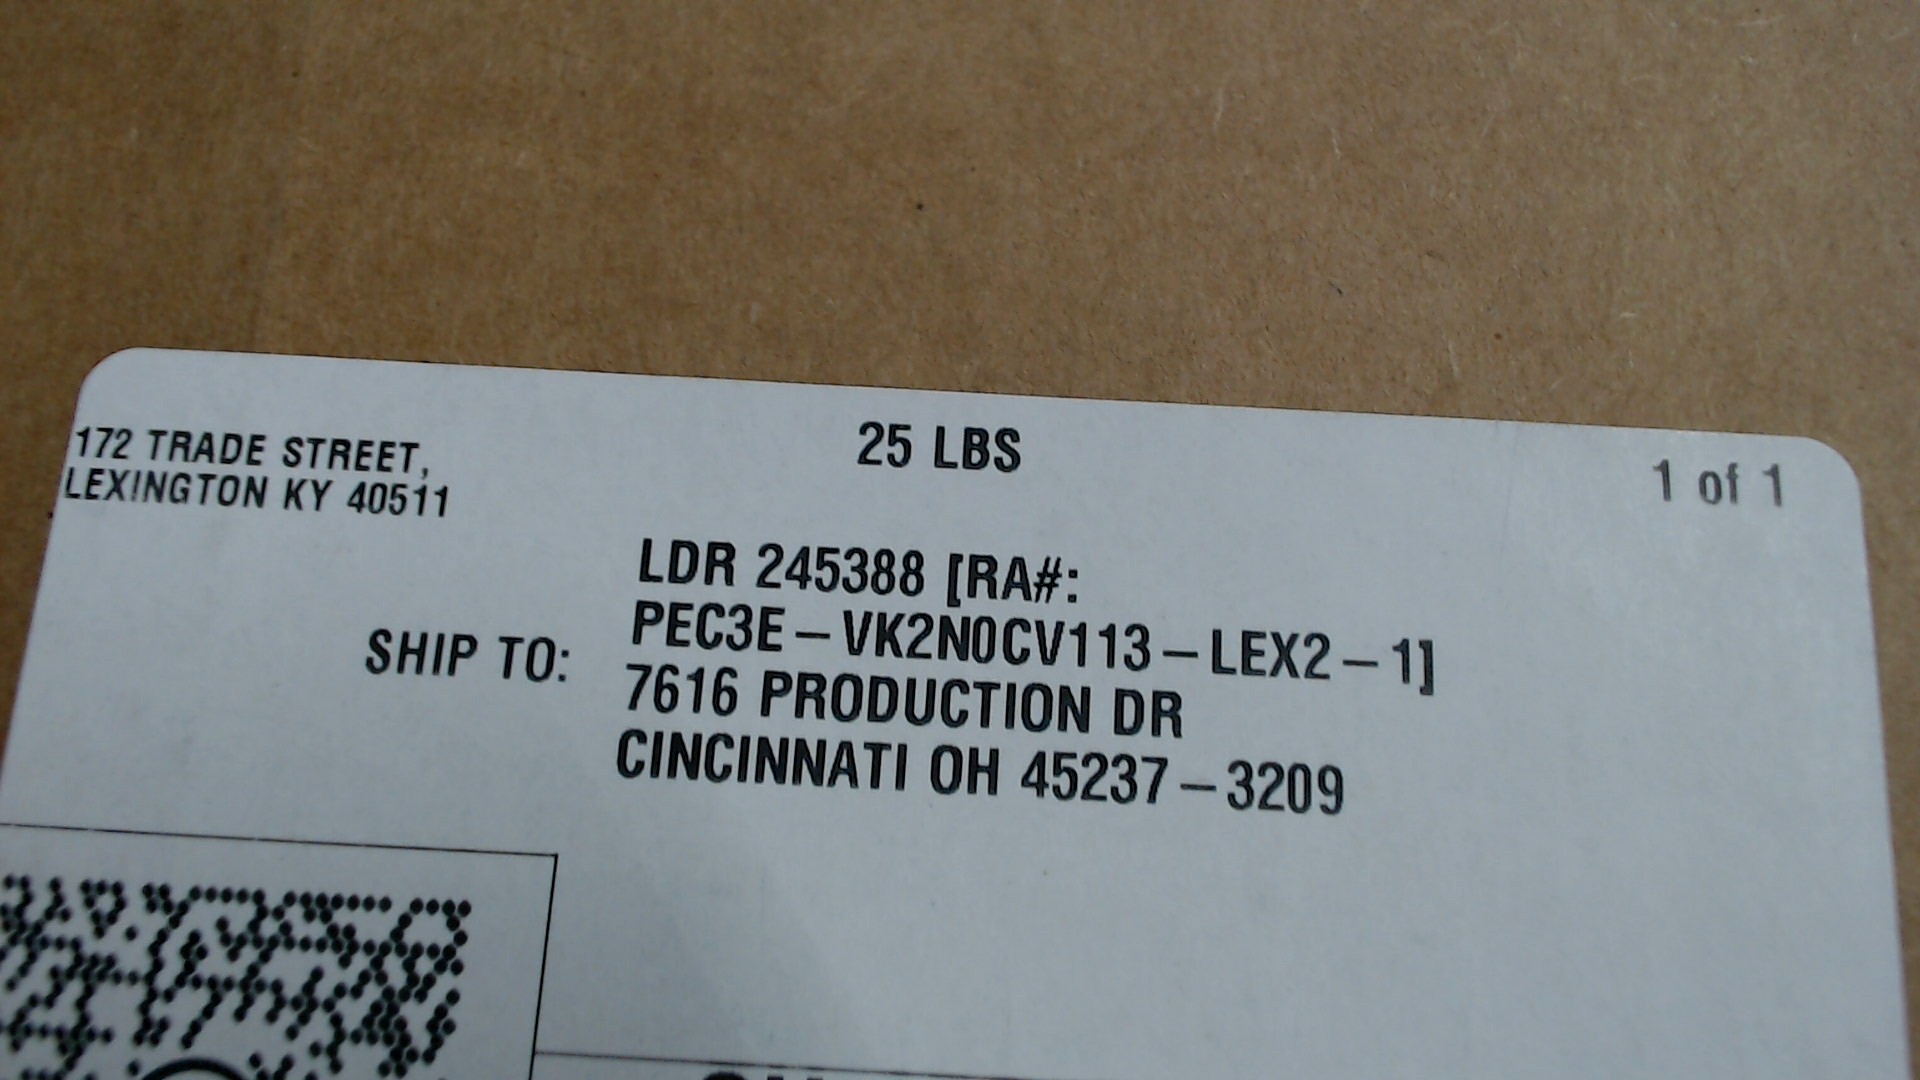 172 TRADE STREET,
LEXINGTON KY 40511
25 LBS
1 of 1
SHIP TO:
LDR 245388 [RA#:
PEC3E-VK2N0CV113-LEX2-1]
7616 PRODUCTION DR
CINCINNATI OH 45237-3209